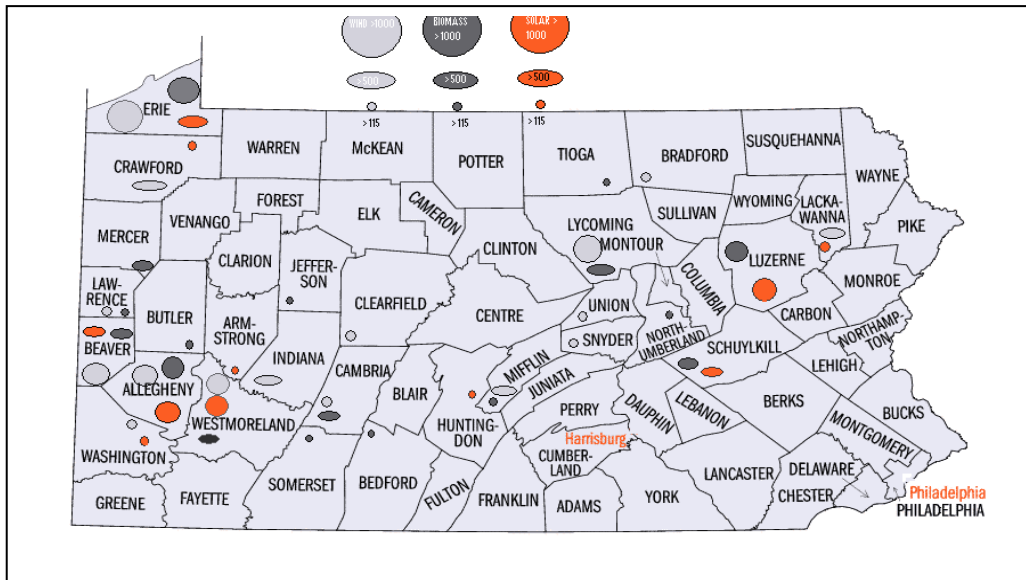 WIND >1000
BIOMASS
>1000
SOLAR >
1000
>500
>500
>500
>115
>115
>115
ERIE
CRAWFORD
WARREN
McKEAN
POTTER
TIOGA
BRADFORD
SUSQUEHANNA
WAYNE
WYOMING
LACKA-
WANNA
PIKE
MERCER
VENANGO
FOREST
ELK
CAMERON
CLINTON
LYCOMING
SULLIVAN
MONTOUR
COLUMBIA
LUZERNE
MONROE
LAW-
RENCE
BUTLER
CLARION
JEFFER-
SON
CLEARFIELD
CENTRE
UNION
SNYDER
NORTH-
UMBERLAND
CARBON
NORTHAMP-
TON
BEAVER
ARM-
STRONG
INDIANA
CAMBRIA
BLAIR
MIFFLIN
JUNIATA
SCHUYLKILL
LEHIGH
ALLEGHENY
WESTMORELAND
HUNTING-
DON
PERRY
DAUPHIN
LEBANON
BERKS
BUCKS
MONTGOMERY
Harrisburg
WASHINGTON
CUMBER-
LAND
LANCASTER
DELAWARE
CHESTER
GREENE
FAYETTE
SOMERSET
BEDFORD
FULTON
FRANKLIN
ADAMS
YORK
Philadelphia
PHILADELPHIA